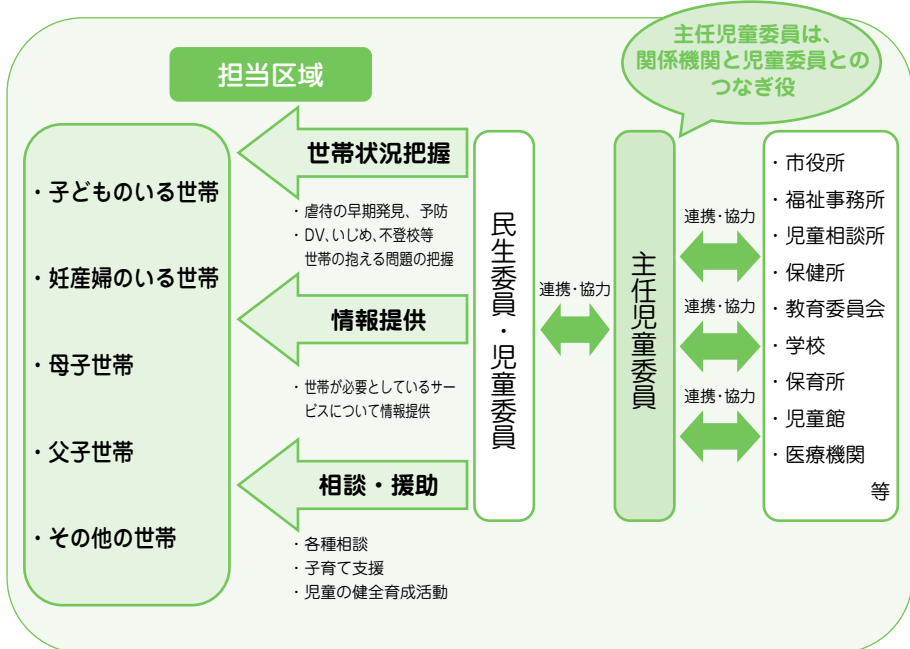 主任児童委員は、
関係機関と児童委員との
つなぎ役
担当区域
・子どものいる世帯
・妊産婦のいる世帯
・母子世帯
・父子世帯
・その他の世帯
世帯状況把握
・虐待の早期発見、予防
・DV、いじめ、不登校等
世帯の抱える問題の把握
情報提供
・世帯が必要としているサー
ビスについて情報提供
相談・援助
・各種相談
・子育て支援
・児童の健全育成活動
民生委員・児童委員
連携・協力
主任児童委員
連携・協力
連携・協力
連携・協力
・市役所
・福祉事務所
・児童相談所
・保健所
・教育委員会
・学校
・保育所
・児童館
・医療機関
等